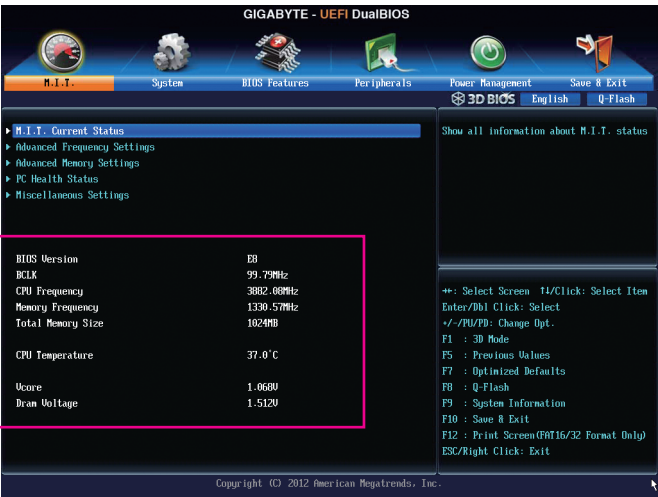 GIGABYTE - UEFI DualBIOS
M.I.T. System BIOS Features Peripherals Power Management Save & Exit
3D BIOS English Q-Flash
M.I.T. Current Status
Advanced Frequency Settings
Advanced Memory Settings
PC Health Status
Miscellaneous Settings
Show all information about M.I.T. status
BIOS Version E8
BCLK 99.79MHz
CPU Frequency 3882.08MHz
Memory Frequency 1330.57MHz
Total Memory Size 1024MB
CPU Temperature 37.0°C
Vcore 1.068V
Dram Voltage 1.512V
→←: Select Screen ↑↓/Click: Select Item
Enter/Dbl Click: Select
+/-/PU/PD: Change Opt.
F1 : 3D Mode
F5 : Previous Values
F7 : Optimized Defaults
F8 : Q-Flash
F9 : System Information
F10 : Save & Exit
F12 : Print Screen(FAT16/32 Format Only)
ESC/Right Click: Exit
Copyright (C) 2012 American Megatrends, Inc.